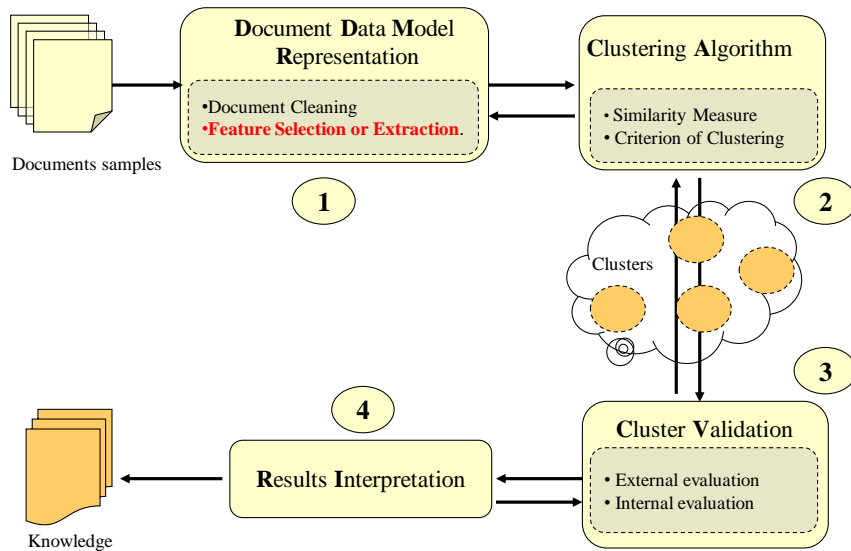 Document Data Model
Representation
•Document Cleaning
•Feature Selection or Extraction.
Documents samples
1
Clustering Algorithm
• Similarity Measure
• Criterion of Clustering
2
Clusters
3
Cluster Validation
• External evaluation
• Internal evaluation
4
Results Interpretation
Knowledge